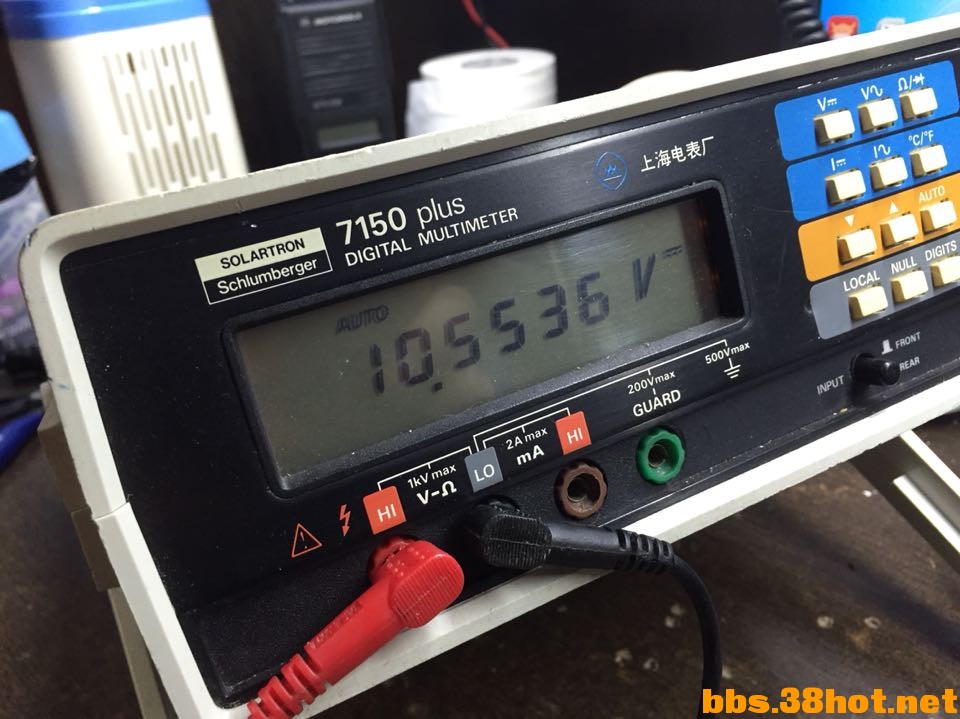 MOTOROLA
上海电表厂
SOLARTRON
Schlumberger
7150 plus
DIGITAL MULTIMETER
AUTO
10.5536 V
V⎓ V∿ Ω/
I⎓ I∿ °C/°F
▼ ▲ AUTO
LOCAL NULL DIGITS
INPUT FRONT
REAR
1kV max
V-Ω
HI
LO
2A max
mA
HI
200Vmax
GUARD
500Vmax
bbs.38hot.net